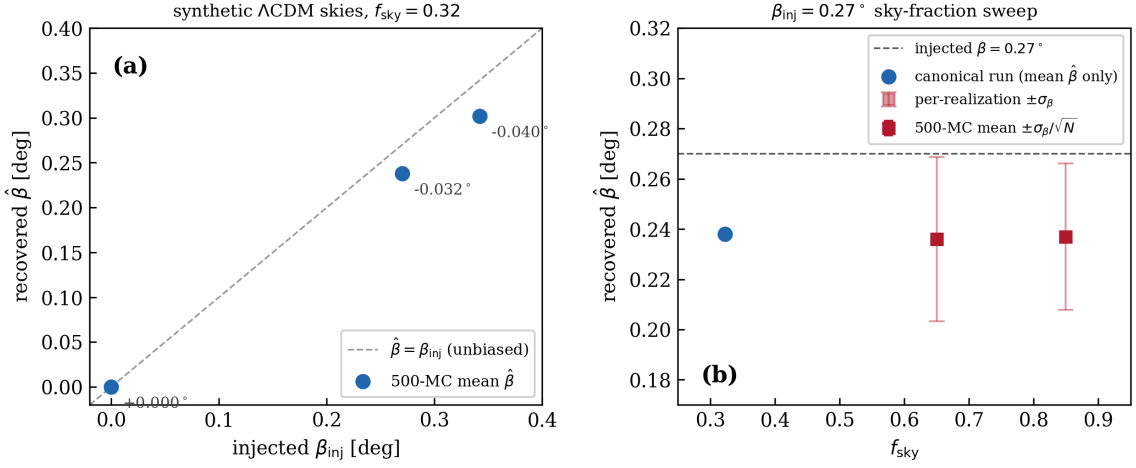 synthetic ΛCDM skies, f_sky = 0.32
(a)
0.40
0.35
0.30
0.25
0.20
0.15
0.10
0.05
0.00
recovered β̂ [deg]
-0.040°
-0.032°
+0.000°
β̂ = β_inj (unbiased)
500-MC mean β̂
0.0 0.1 0.2 0.3 0.4
injected β_inj [deg]
β_inj = 0.27° sky-fraction sweep
0.32
0.30
0.28
0.26
0.24
0.22
0.20
0.18
recovered β̂ [deg]
injected β = 0.27°
canonical run (mean β̂ only)
per-realization ±σ_β
500-MC mean ±σ_β/√N
(b)
0.3 0.4 0.5 0.6 0.7 0.8 0.9
f_sky